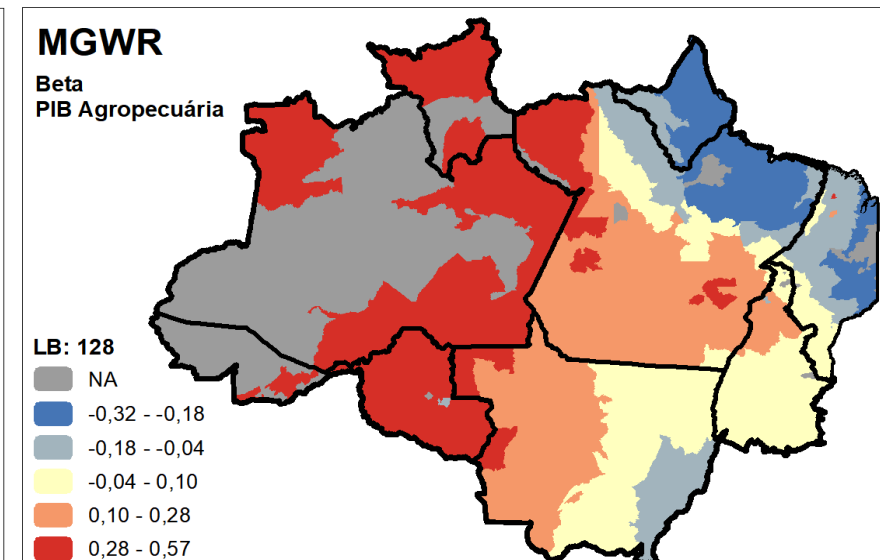 MGWR
Beta
PIB Agropecuária
LB: 128
NA
-0,32 - -0,18
-0,18 - -0,04
-0,04 - 0,10
0,10 - 0,28
0,28 - 0,57